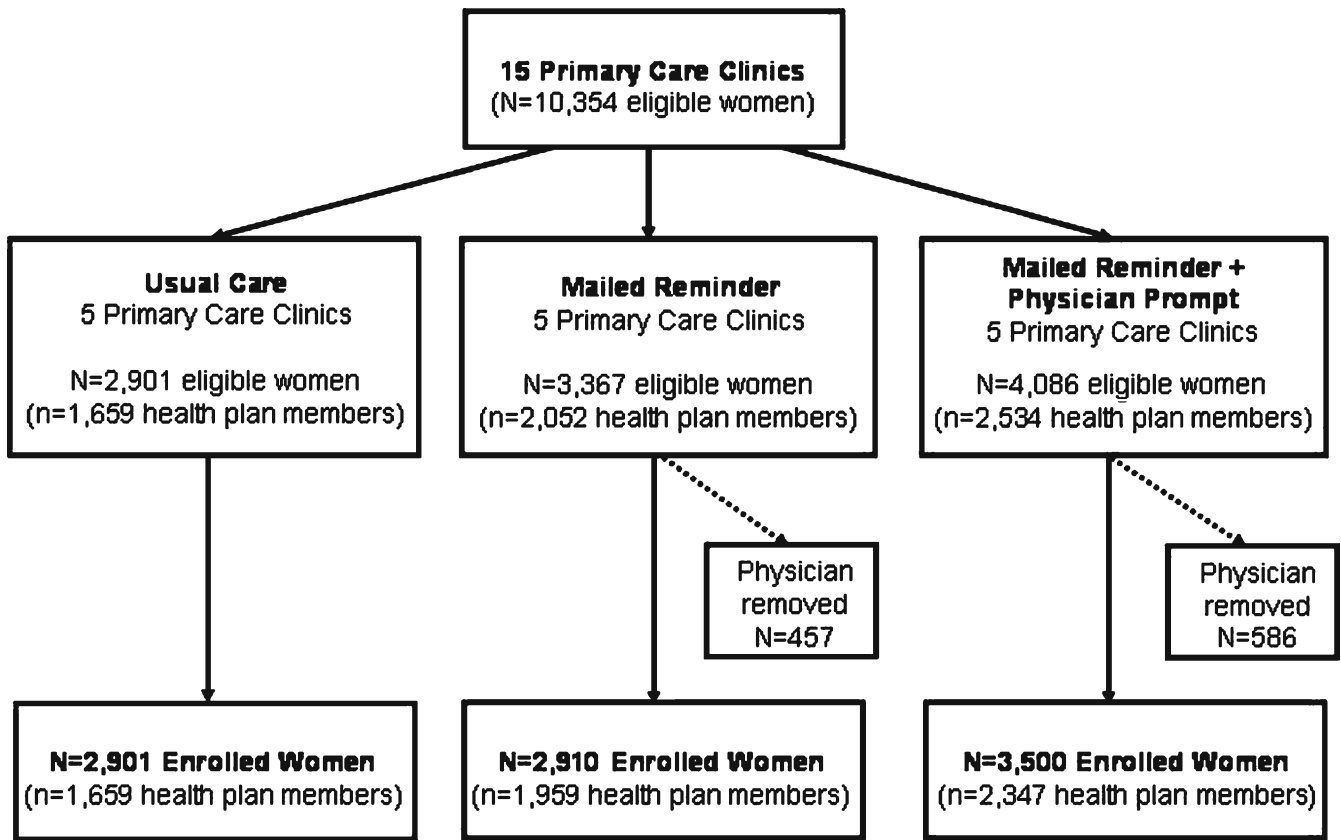 15 Primary Care Clinics
(N=10,354 eligible women)
Usual Care
5 Primary Care Clinics
N=2,901 eligible women
(n=1,659 health plan members)
Mailed Reminder
5 Primary Care Clinics
N=3,367 eligible women
(n=2,052 health plan members)
Mailed Reminder +
Physician Prompt
5 Primary Care Clinics
N=4,086 eligible women
(n=2,534 health plan members)
Physician
removed
N=457
Physician
removed
N=586
N=2,901 Enrolled Women
(n=1,659 health plan members)
N=2,910 Enrolled Women
(n=1,959 health plan members)
N=3,500 Enrolled Women
(n=2,347 health plan members)